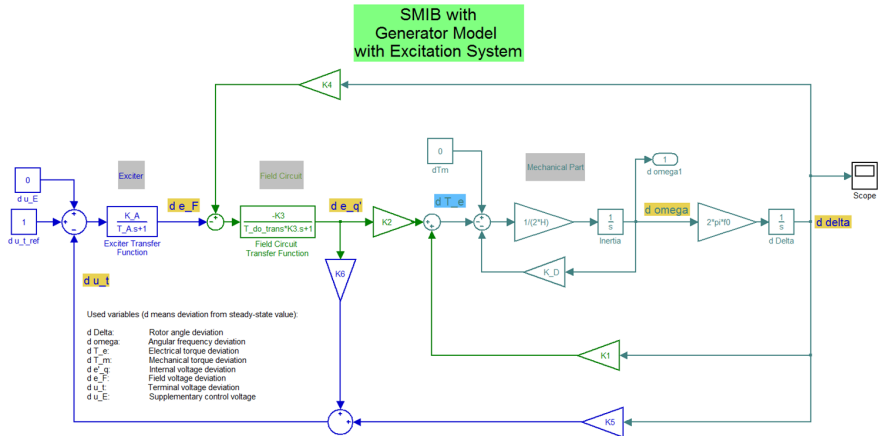 SMIB with
Generator Model
with Excitation System
K4
0
d u_E
Exciter
Field Circuit
0
dTm
Mechanical Part
1
d omega1
Scope
1
d u_t_ref
K_A
T_A.s+1
Exciter Transfer
Function
d e_F
-K3
T_do_trans*K3.s+1
Field Circuit
Transfer Function
d e_q'
K2
d T_e
1/(2*H)
1
s
Inertia
d omega
2*pi*f0
1
s
d Delta
d delta
K_D
K6
d u_t
K1
K5
Used variables (d means deviation from steady-state value):
d Delta: Rotor angle deviation
d omega: Angular frequency deviation
d T_e: Electrical torque deviation
d T_m: Mechanical torque deviation
d e'_q: Internal voltage deviation
d e_F: Field voltage deviation
d u_t: Terminal voltage deviation
d u_E: Supplementary control voltage